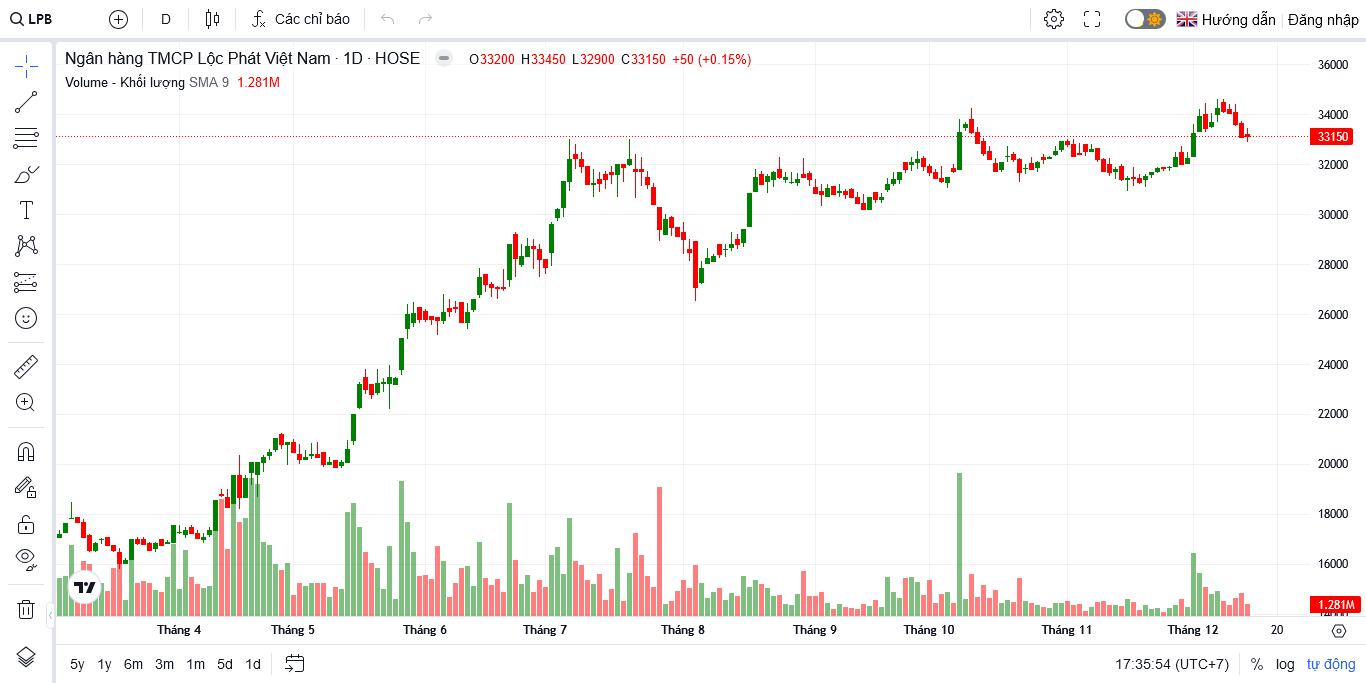 LPB D Các chỉ báo Hướng dẫn Đăng nhập
Ngân hàng TMCP Lộc Phát Việt Nam · 1D · HOSE O33200 H33450 L32900 C33150 +50 (+0.15%)
Volume - Khối lượng SMA 9 1.281M
36000
34000
33150
32000
30000
28000
26000
24000
22000
20000
18000
16000
1.281M
14000
Tháng 4 Tháng 5 Tháng 6 Tháng 7 Tháng 8 Tháng 9 Tháng 10 Tháng 11 Tháng 12 20
5y 1y 6m 3m 1m 5d 1d 17:35:54 (UTC+7) % log tự động